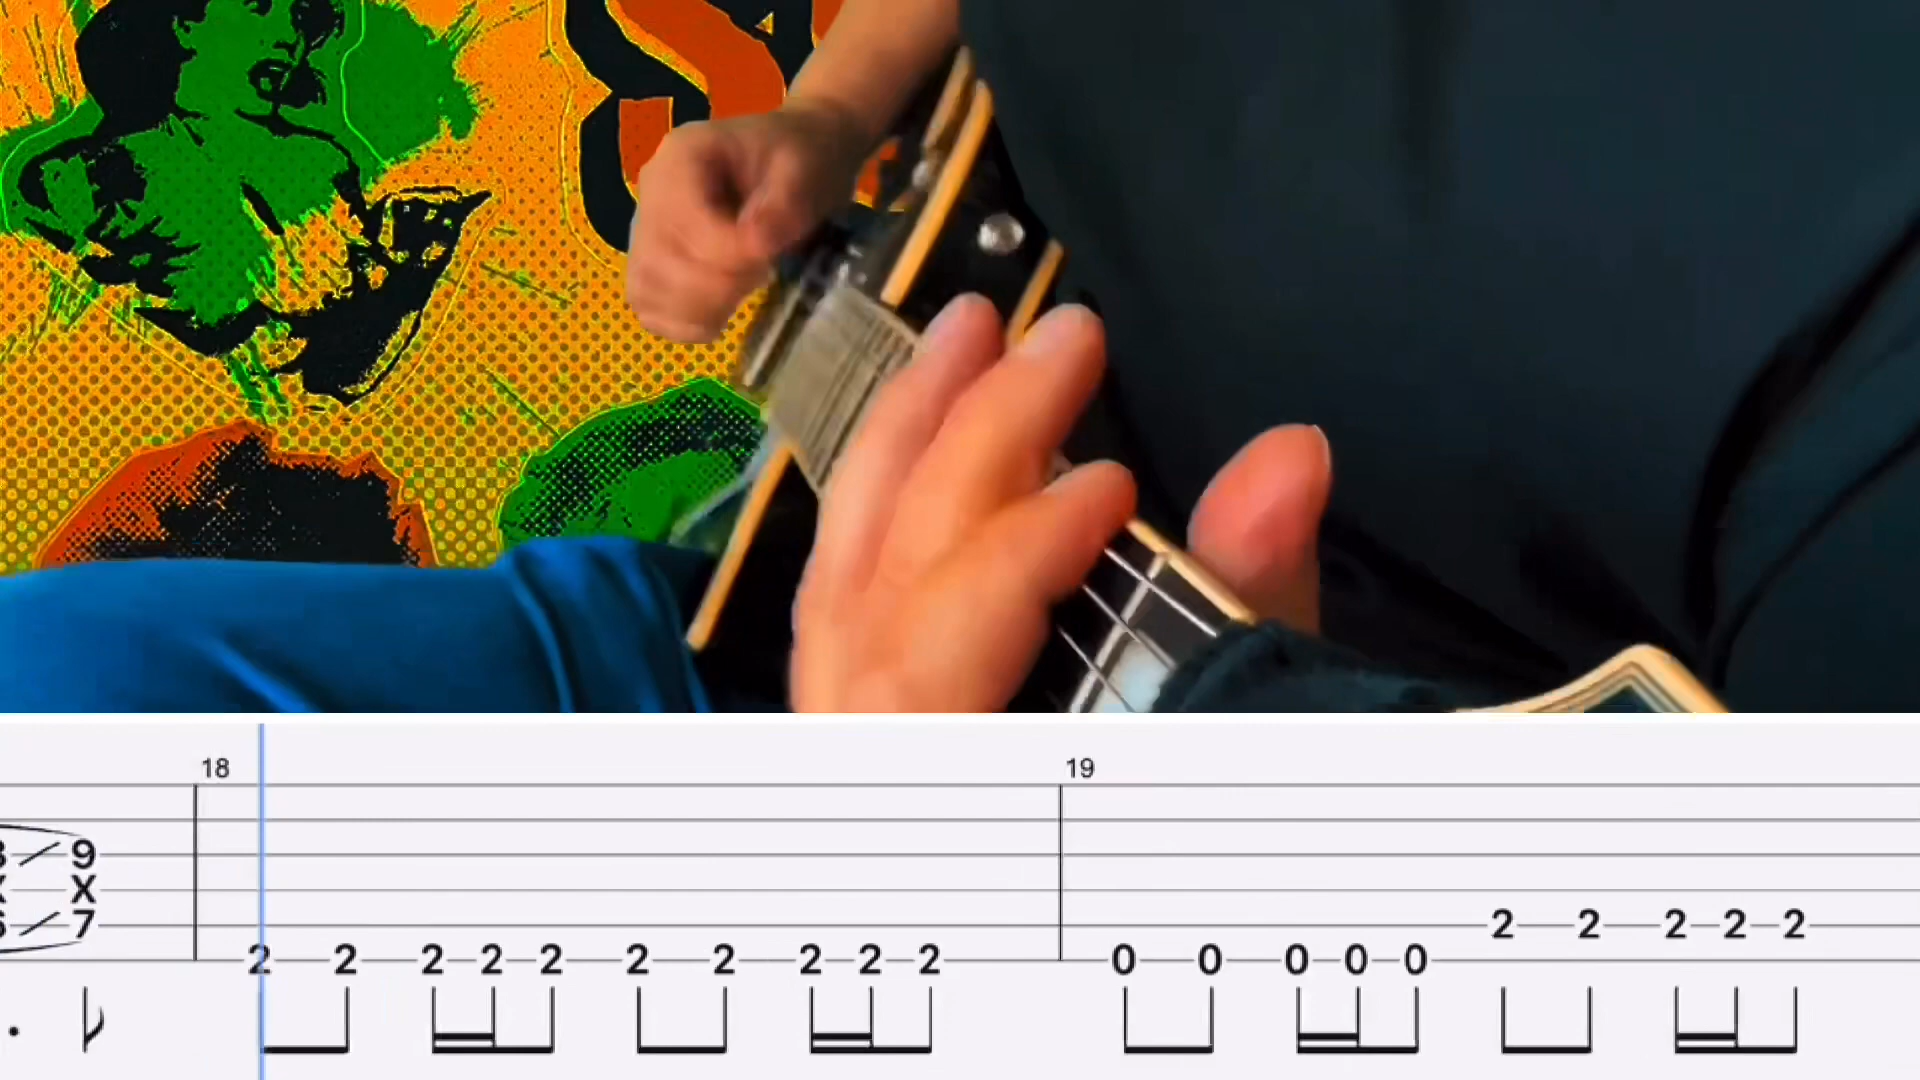 18 19
9
X
7 2 2 2 2 2
2 2 2 2 2 2 2 2 2 2 0 0 0 0 0